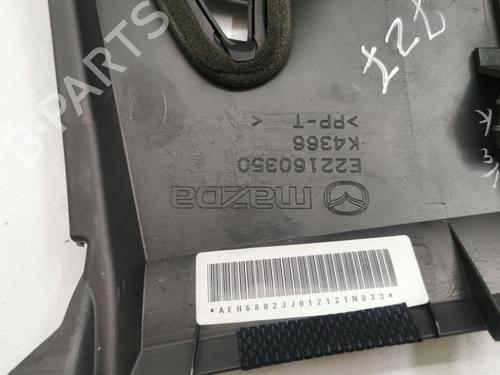 >PP-T<
K4366
E22160350
mazda
*AEH6802JJ012121N033*
B-PARTS